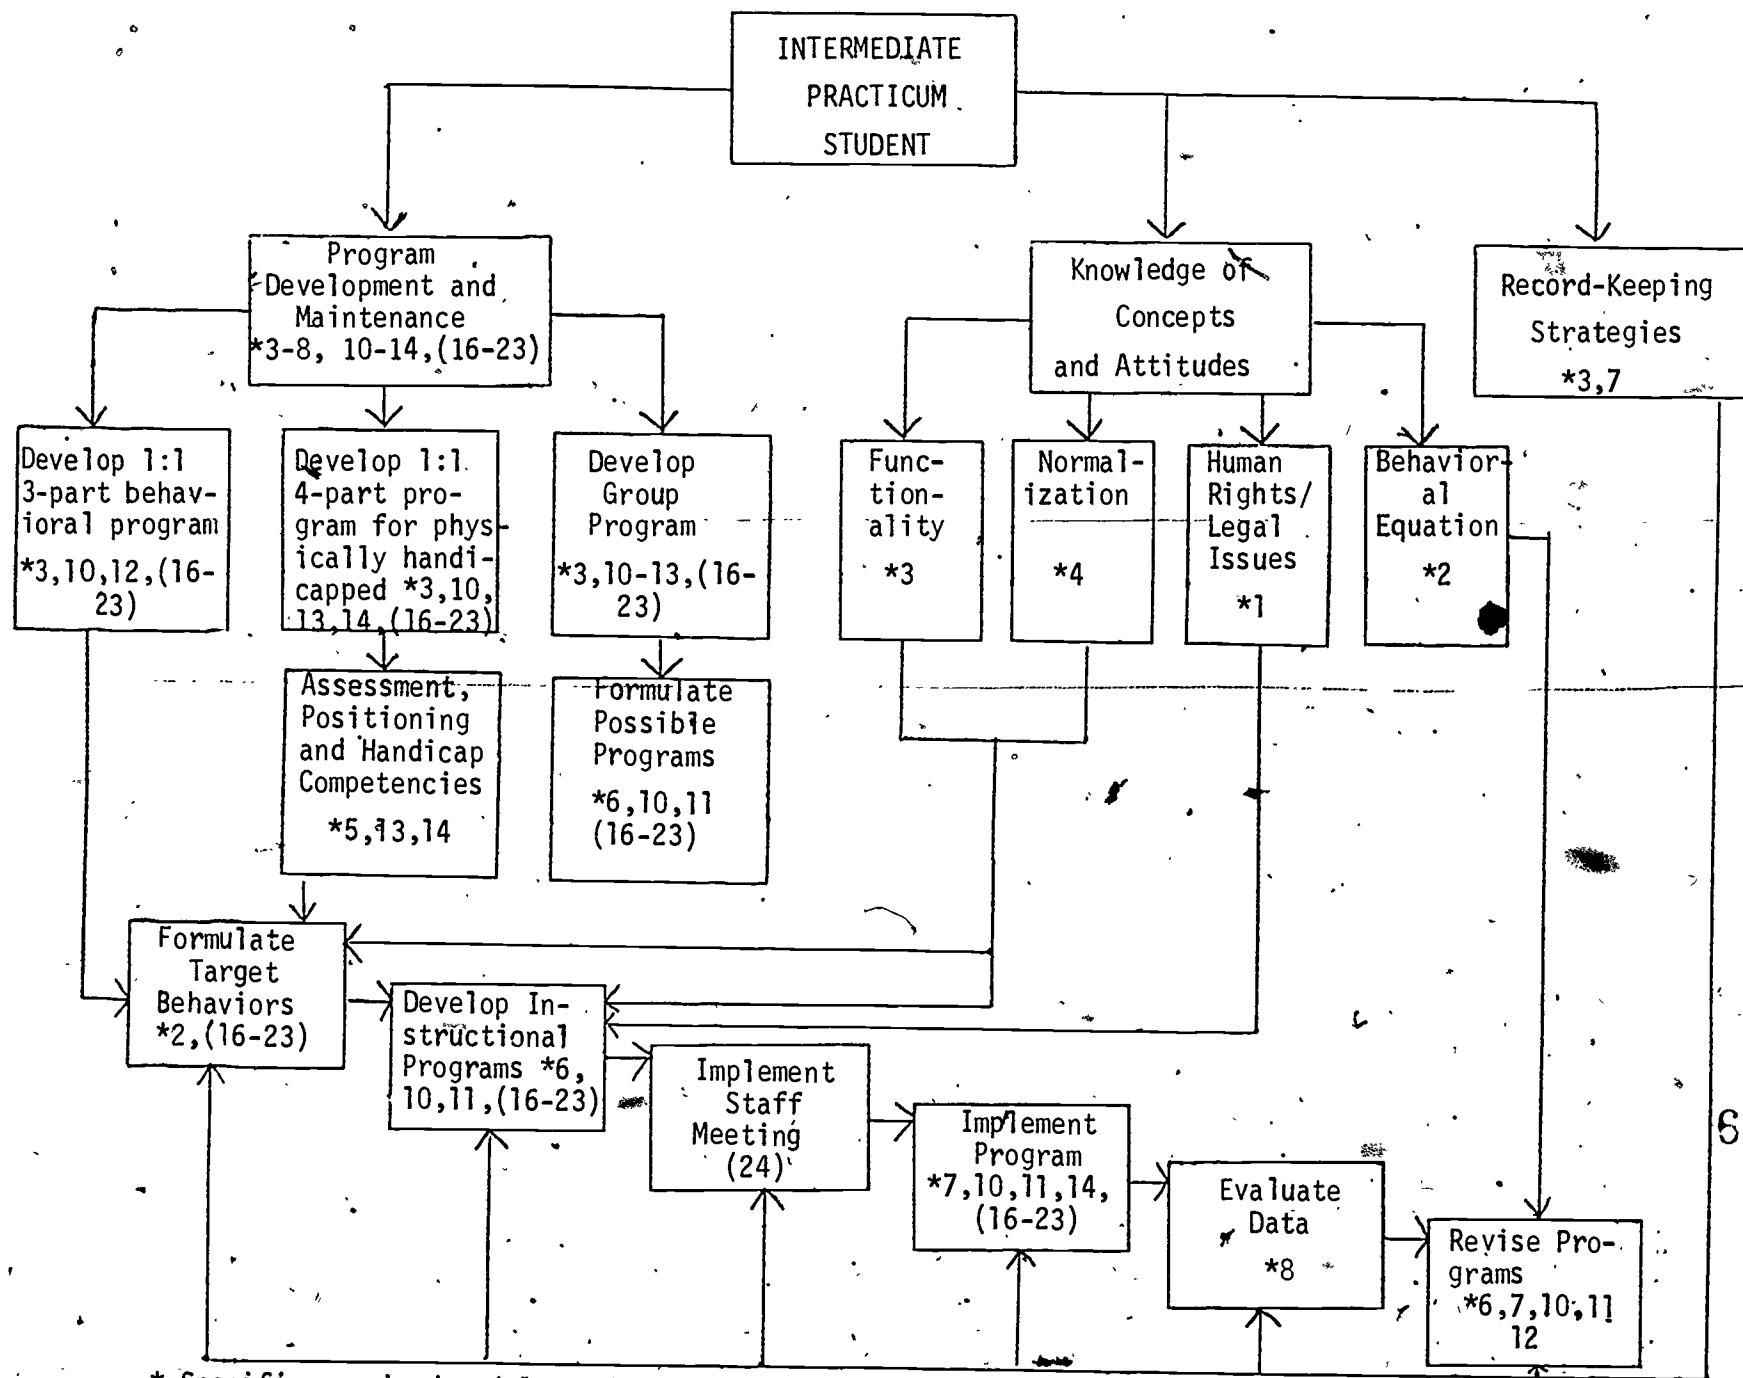 INTERMEDIATE
PRACTICUM
STUDENT
Program
Development and
Maintenance
*3-8, 10-14,(16-23)
Knowledge of
Concepts
and Attitudes
Record-Keeping
Strategies
*3,7
Develop 1:1
3-part behav-
ioral program
*3,10,12,(16-
23)
Develop 1:1
4-part pro-
gram for phys-
ically handi-
capped *3,10,
13,14,(16-23)
Develop
Group
Program
*3,10-13,(16-
23)
Func-
tion-
ality
*3
Normal-
ization
*4
Human
Rights/
Legal
Issues
*1
Behavior-
al
Equation
*2
Assessment,
Positioning
and Handicap
Competencies
*5,13,14
Formulate
Possible
Programs
*6,10,11
(16-23)
Formulate
Target
Behaviors
*2,(16-23)
Develop In-
structional
Programs *6,
10,11,(16-23)
Implement
Staff
Meeting
(24)
Implement
Program
*7,10,11,14,
(16-23)
Evaluate
Data
*8
Revise Pro-
grams
*6,7,10,11
12
6